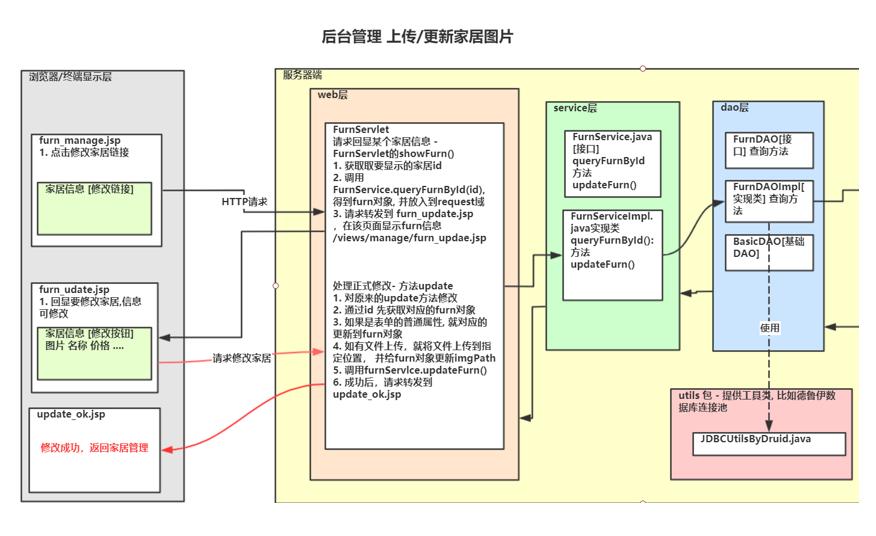 后台管理 上传/更新家居图片
浏览器/终端显示层
furn_manage.jsp
1. 点击修改家居链接
家居信息 [修改链接]
furn_udate.jsp
1. 回显要修改家居,信息
可修改
家居信息 [修改按钮]
图片 名称 价格 ....
update_ok.jsp
修改成功，返回家居管理
HTTP请求
请求修改家居
服务器端
web层
FurnServlet
请求回显某个家居信息 -
FurnServlet的showFurn()
1. 获取取要显示的家居id
2. 调用
FurnService.queryFurnById(id),
得到furn对象, 并放入到request域
3. 请求转发到 furn_update.jsp
，在该页面显示furn信息
/views/manage/furn_updae.jsp
处理正式修改- 方法update
1. 对原来的update方法修改
2. 通过id 先获取对应的furn对象
3. 如果是表单的普通属性, 就对应的
更新到furn对象
4. 如有文件上传，就将文件上传到指
定位置， 并给furn对象更新imgPath
5. 调用furnServIce.updateFurn()
6. 成功后，请求转发到
update_ok.jsp
service层
FurnService.java
[接口]
queryFurnById
方法
updateFurn()
FurnServiceImpl.
java实现类
queryFurnById():
方法
updateFurn()
dao层
FurnDAO[接
口] 查询方法
FurnDAOImpl[
实现类] 查询方
法
BasicDAO[基础
DAO]
使用
utils 包 - 提供工具类, 比如德鲁伊数
据库连接池
JDBCUtilsByDruid.java